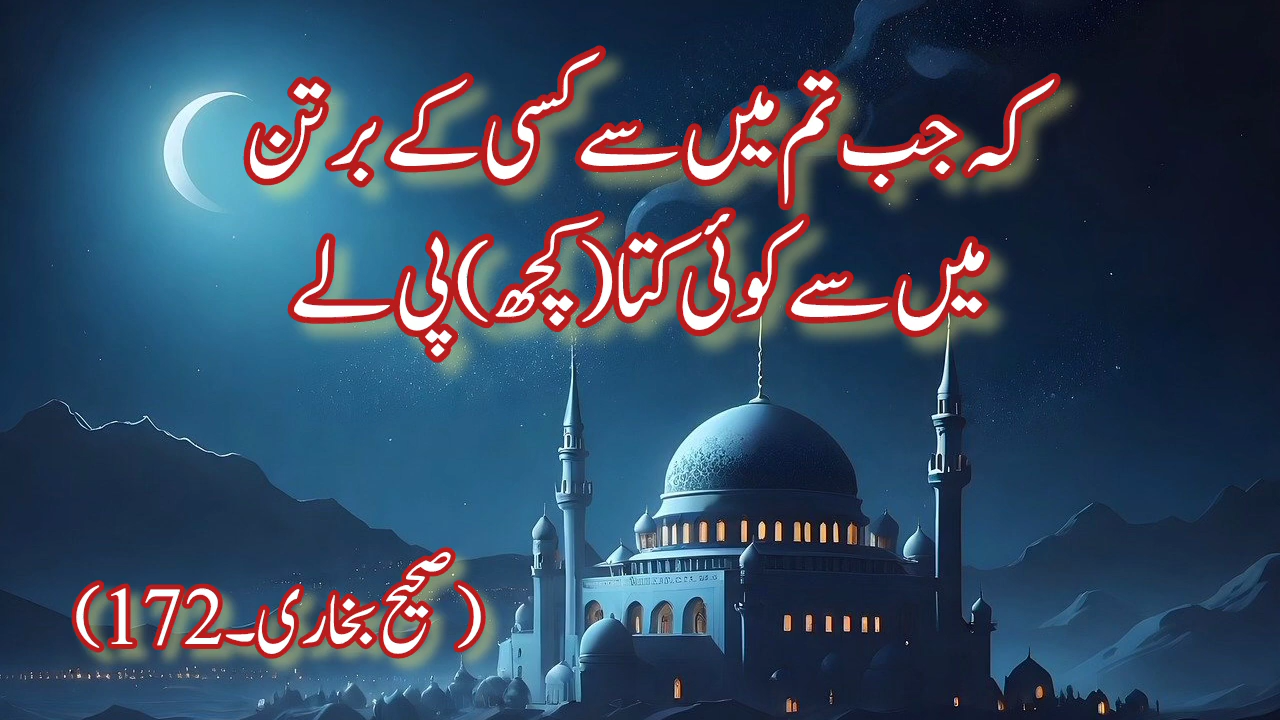 کہ جب تم میں سے کسی کے برتن
میں سے کوئی کتا(کچھ)پی لے
(صحیح بخاری۔172)